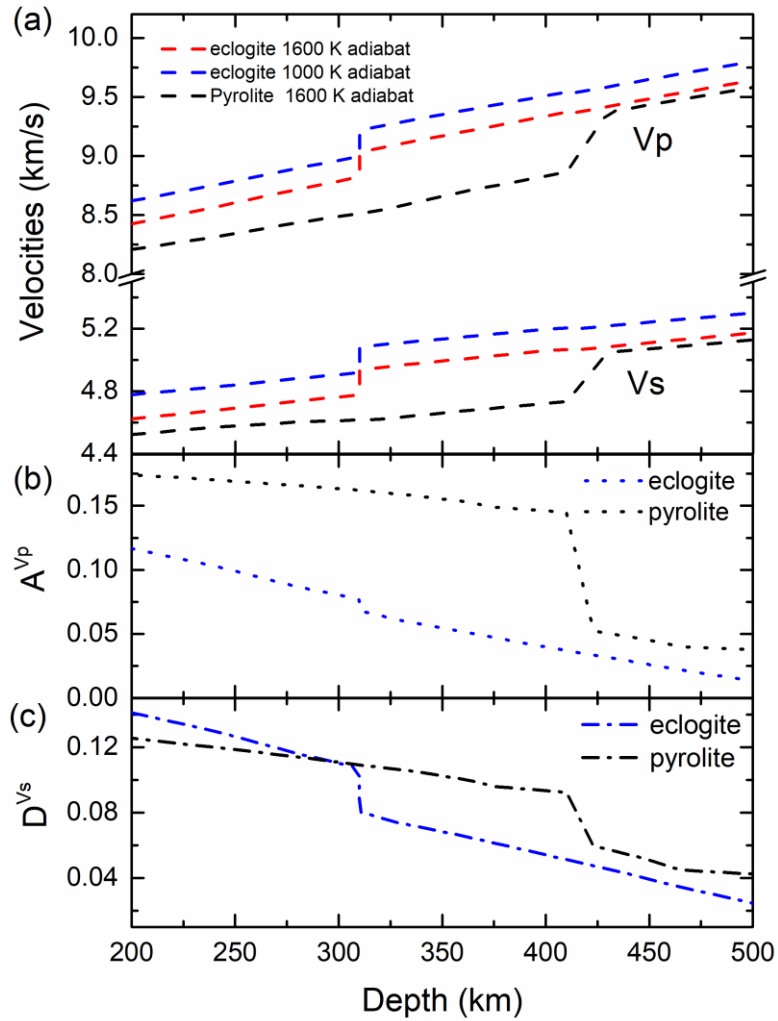 (a)
10.0
eclogite 1600 K adiabat
eclogite 1000 K adiabat
Pyrolite 1600 K adiabat
9.5
9.0
Vp
8.5
8.0
Velocities (km/s)
5.2
4.8
Vs
4.4
(b)
eclogite
pyrolite
0.15
0.10
0.05
0.00
A^Vp
(c)
eclogite
pyrolite
0.12
0.08
0.04
D^Vs
200 250 300 350 400 450 500
Depth (km)